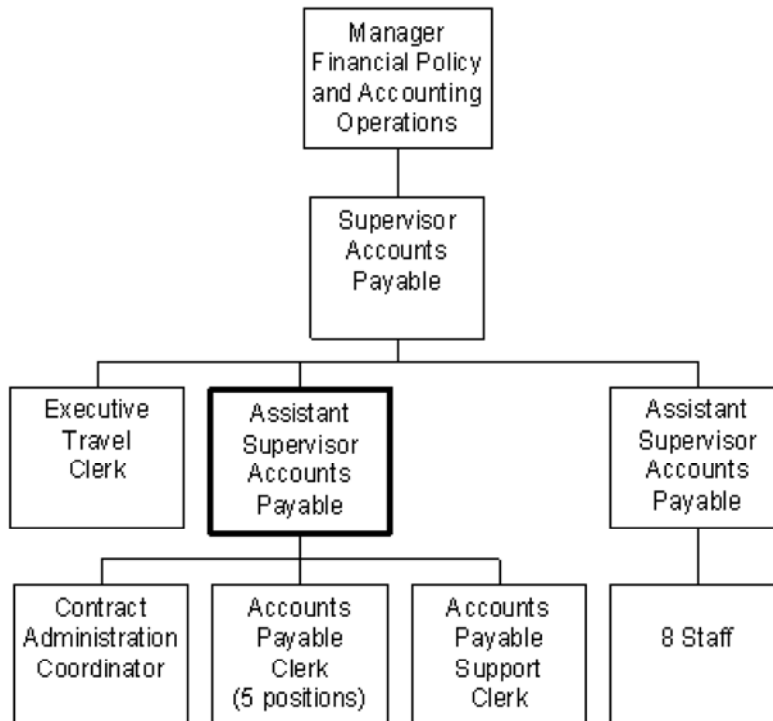 Manager
Financial Policy
and Accounting
Operations
Supervisor
Accounts
Payable
Executive
Travel
Clerk
Assistant
Supervisor
Accounts
Payable
Assistant
Supervisor
Accounts
Payable
Contract
Administration
Coordinator
Accounts
Payable
Clerk
(5 positions)
Accounts
Payable
Support
Clerk
8 Staff